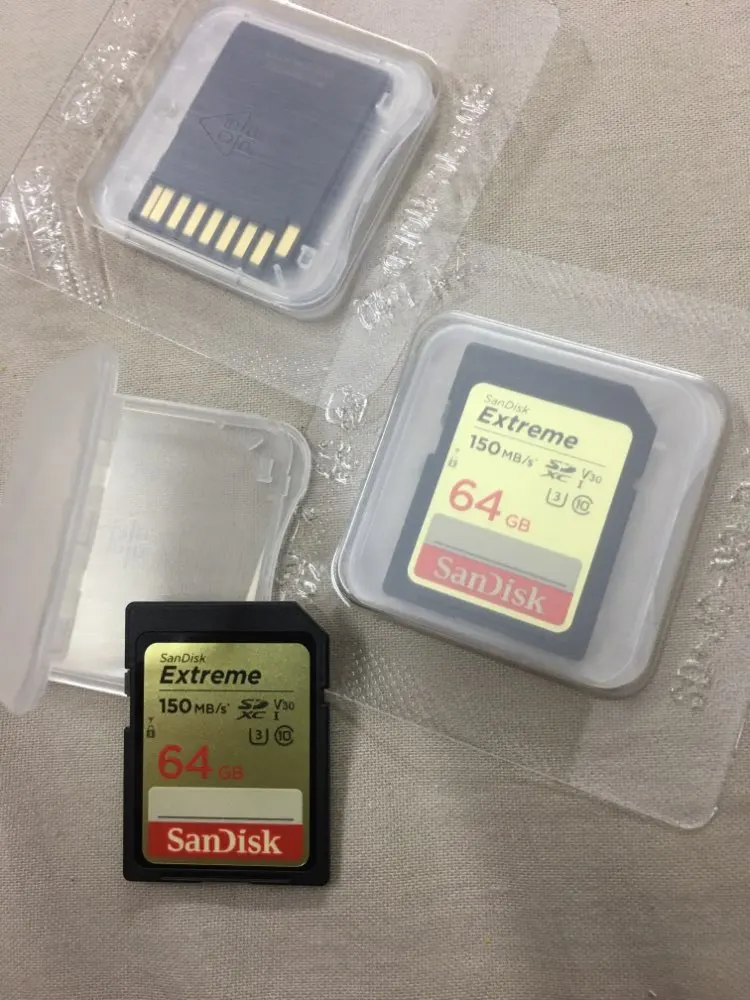 SanDisk
Extreme
150 MB/s* SD XC I V30
3 10
64 GB
SanDisk
SanDisk
Extreme
150 MB/s* SD XC I V30
3 10
64 GB
SanDisk